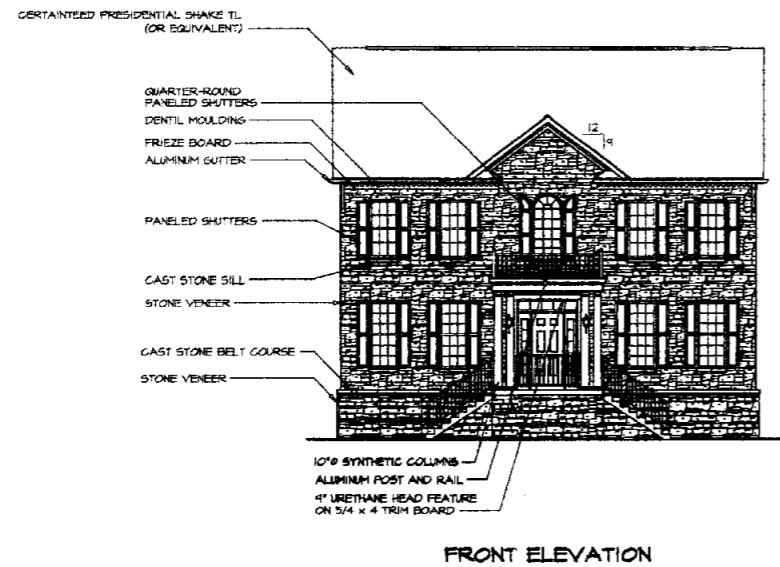 CERTAINTEED PRESIDENTIAL SHAKE TL
(OR EQUIVALENT)
QUARTER-ROUND
PANELED SHUTTERS
DENTIL MOULDING
FRIEZE BOARD
ALUMINUM GUTTER
12
9
PANELED SHUTTERS
CAST STONE SILL
STONE VENEER
CAST STONE BELT COURSE
STONE VENEER
10"Ø SYNTHETIC COLUMNS
ALUMINUM POST AND RAIL
9" URETHANE HEAD FEATURE
ON 5/4 x 4 TRIM BOARD
FRONT ELEVATION